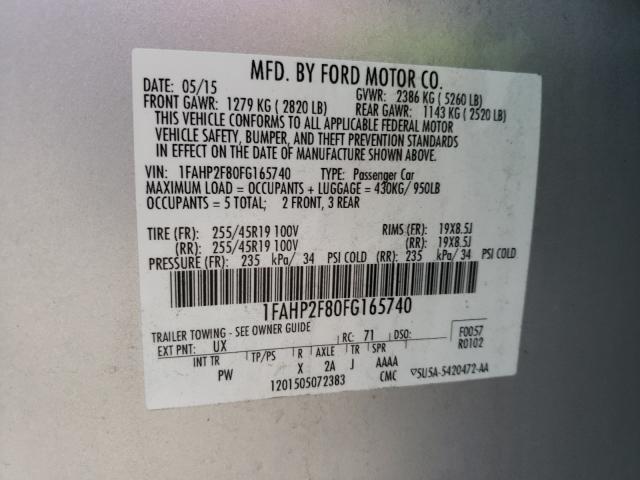 MFD. BY FORD MOTOR CO.
DATE: 05/15 GVWR: 2386 KG ( 5260 LB)
FRONT GAWR: 1279 KG ( 2820 LB) REAR GAWR: 1143 KG ( 2520 LB)
THIS VEHICLE CONFORMS TO ALL APPLICABLE FEDERAL MOTOR
VEHICLE SAFETY, BUMPER, AND THEFT PREVENTION STANDARDS
IN EFFECT ON THE DATE OF MANUFACTURE SHOWN ABOVE.
VIN: 1FAHP2F80FG165740 TYPE: Passenger Car
MAXIMUM LOAD = OCCUPANTS + LUGGAGE = 430KG/ 950LB
OCCUPANTS = 5 TOTAL; 2 FRONT, 3 REAR
TIRE (FR): 255/45R19 100V RIMS (FR): 19X8.5J
(RR): 255/45R19 100V (RR): 19X8.5J
PRESSURE (FR): 235 kPa/ 34 PSI COLD (RR): 235 kPa/ 34 PSI COLD
1FAHP2F80FG165740
TRAILER TOWING - SEE OWNER GUIDE F0057
EXT PNT: UX RC: 71 DSO: R0102
INT TR TP/PS R AXLE TR SPR
PW X 2A J AAAA
1201505072383 CMC 5U5A-5420472-AA